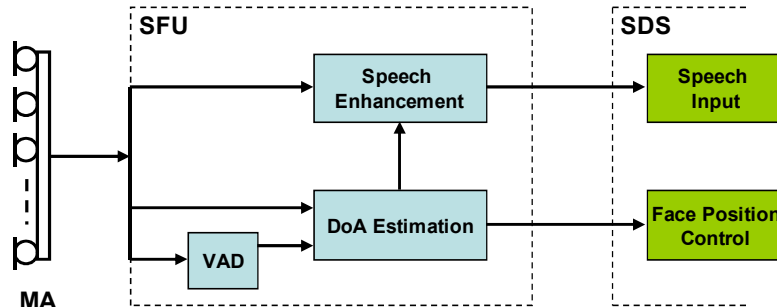 SFU
SDS
Speech
Enhancement
Speech
Input
DoA Estimation
Face Position
Control
VAD
MA